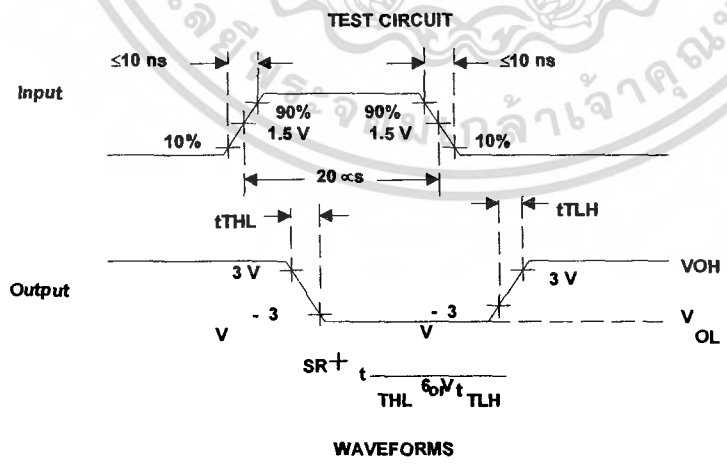 TEST CIRCUIT
≤10 ns
≤10 ns
Input
90%
90%
1.5 V
1.5 V
10%
10%
20 ∝s
tTHL
tTLH
3 V
3 V
VOH
Output
- 3
V
- 3
V
V
OL
SR+ t
THL 6orV t TLH
WAVEFORMS